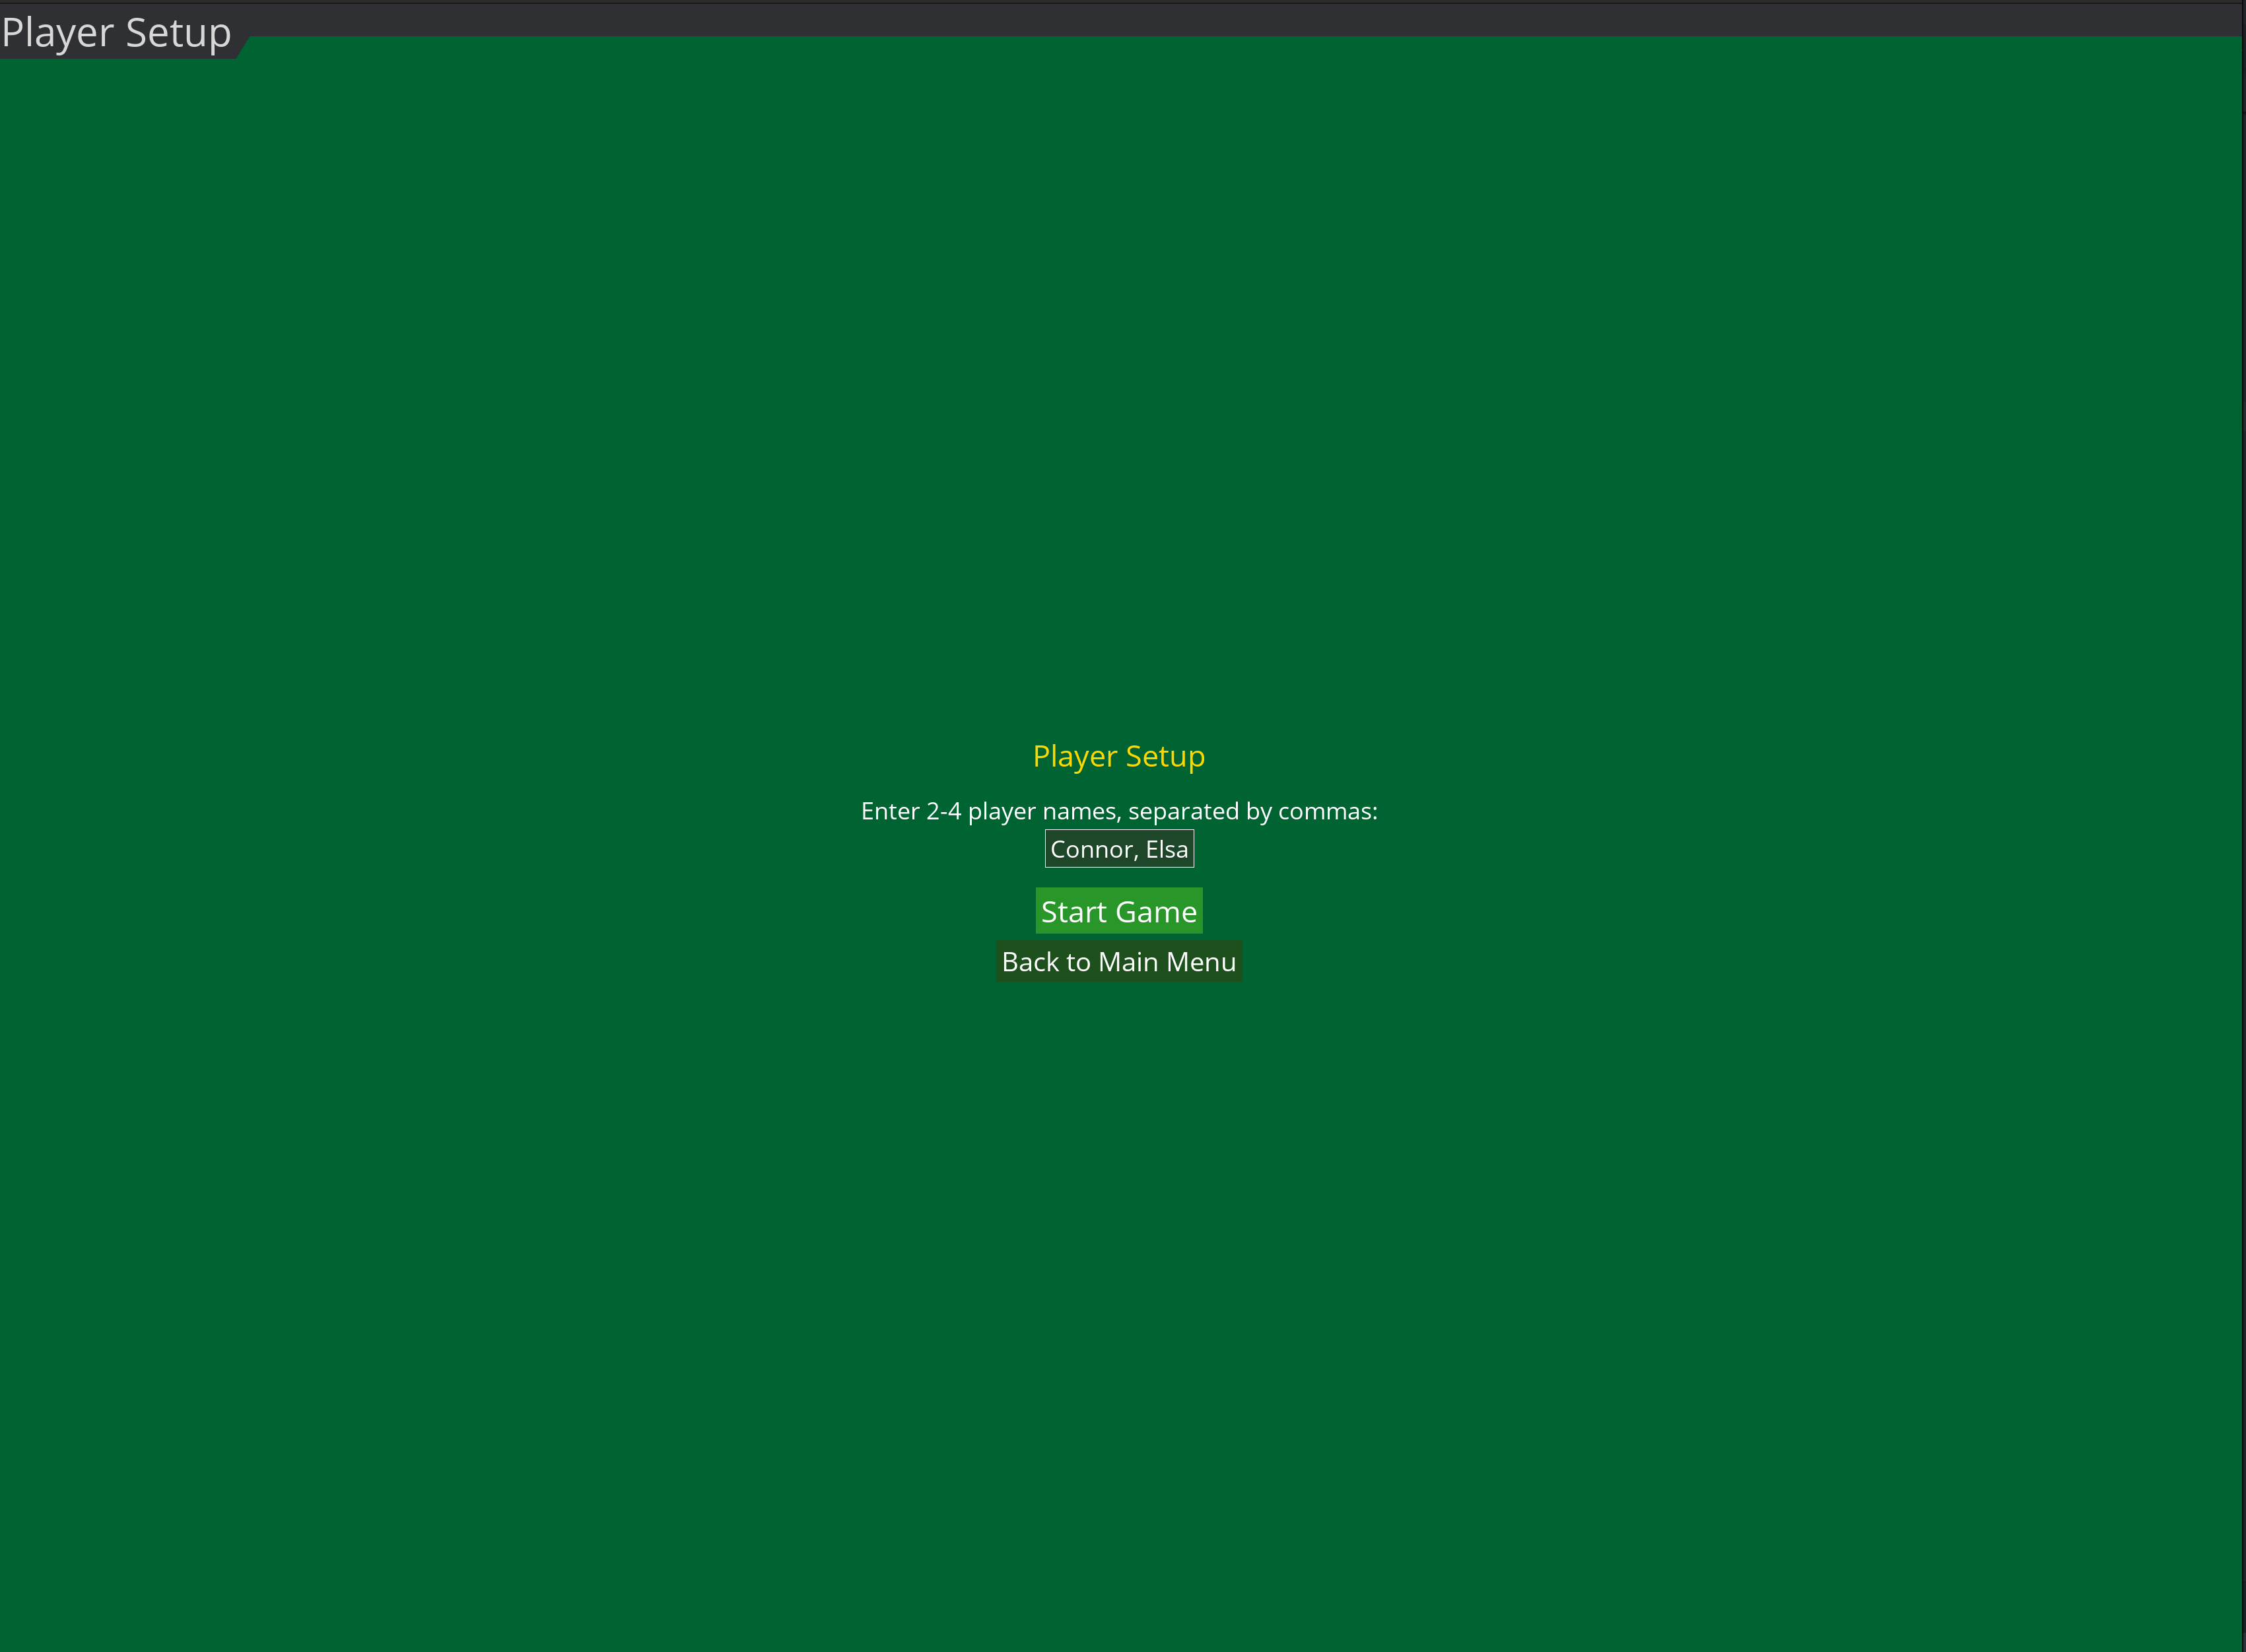 Player Setup
Player Setup
Enter 2-4 player names, separated by commas:
Connor, Elsa
Start Game
Back to Main Menu